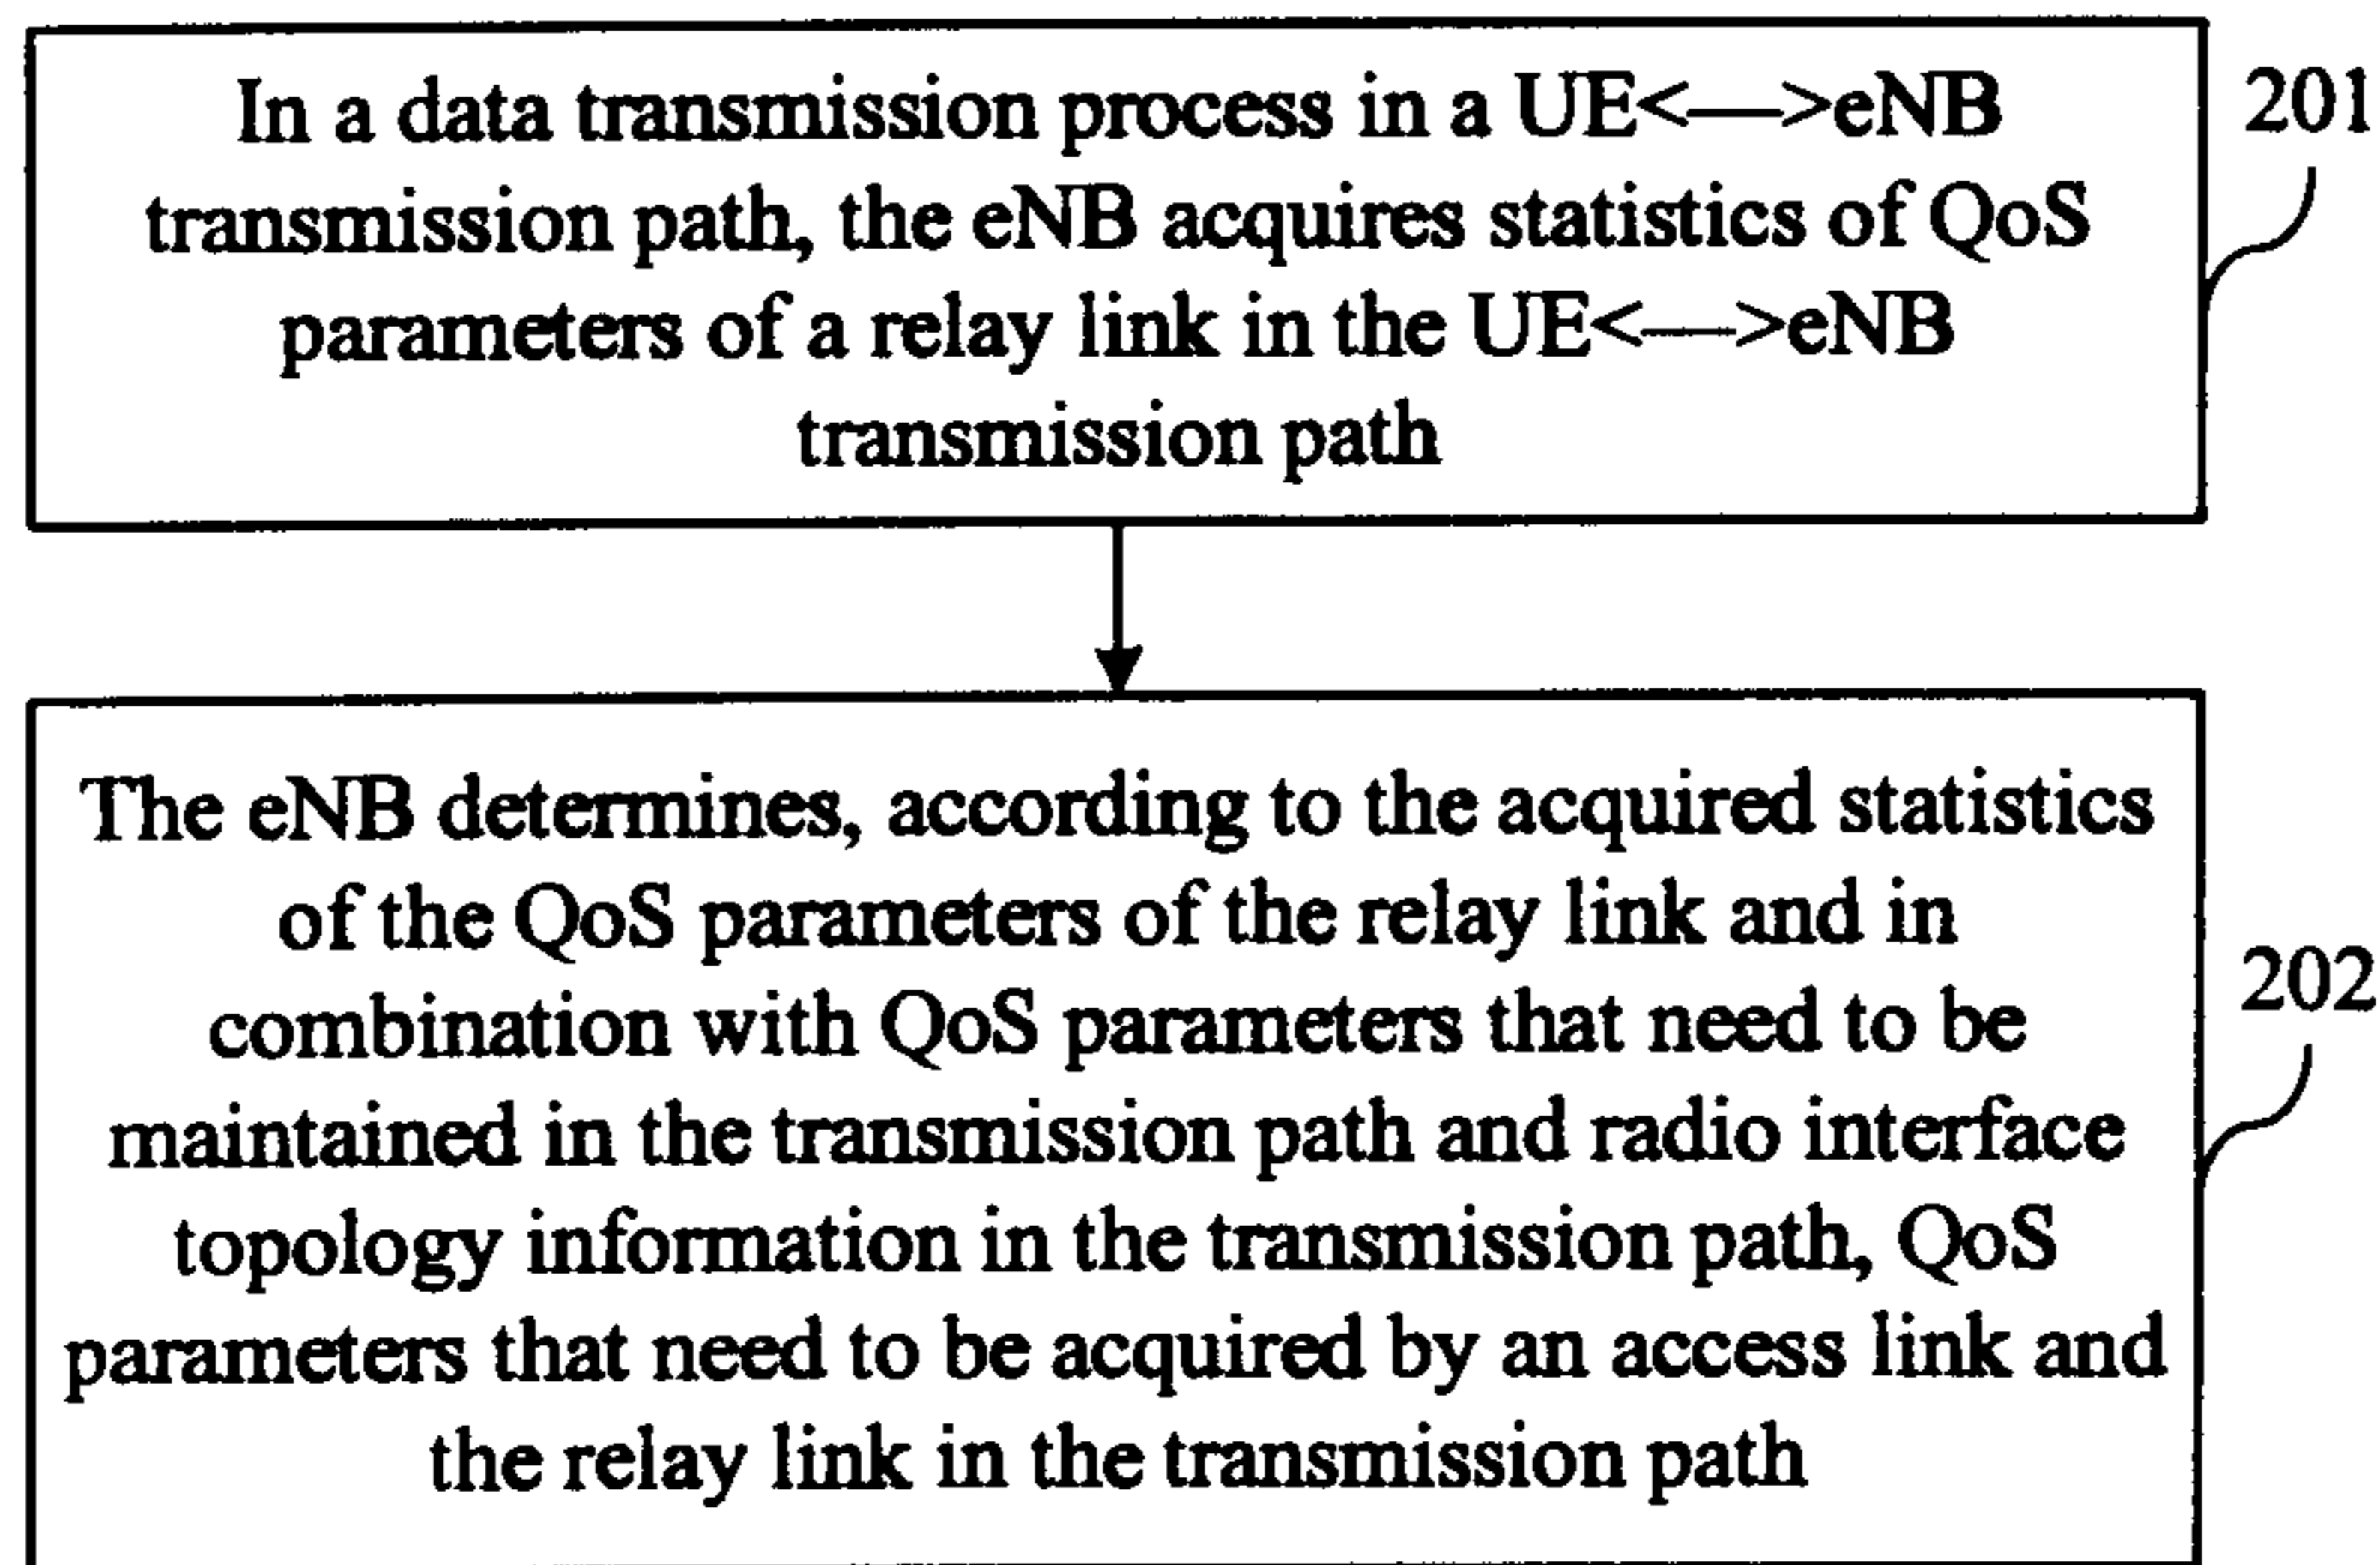 In a data transmission process in a UE<—>eNB
transmission path, the eNB acquires statistics of QoS
parameters of a relay link in the UE<—>eNB
transmission path
201
The eNB determines, according to the acquired statistics
of the QoS parameters of the relay link and in
combination with QoS parameters that need to be
maintained in the transmission path and radio interface
topology information in the transmission path, QoS
parameters that need to be acquired by an access link and
the relay link in the transmission path
202